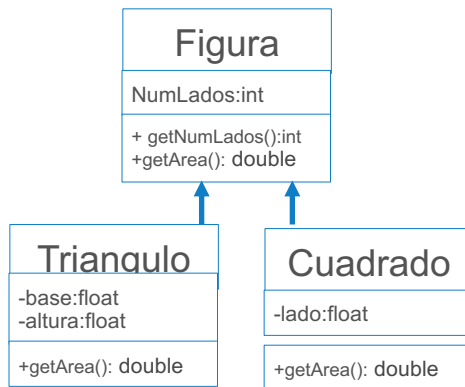 Figura
NumLados:int
+ getNumLados():int
+getArea(): double
Triangulo
-base:float
-altura:float
+getArea(): double
Cuadrado
-lado:float
+getArea(): double